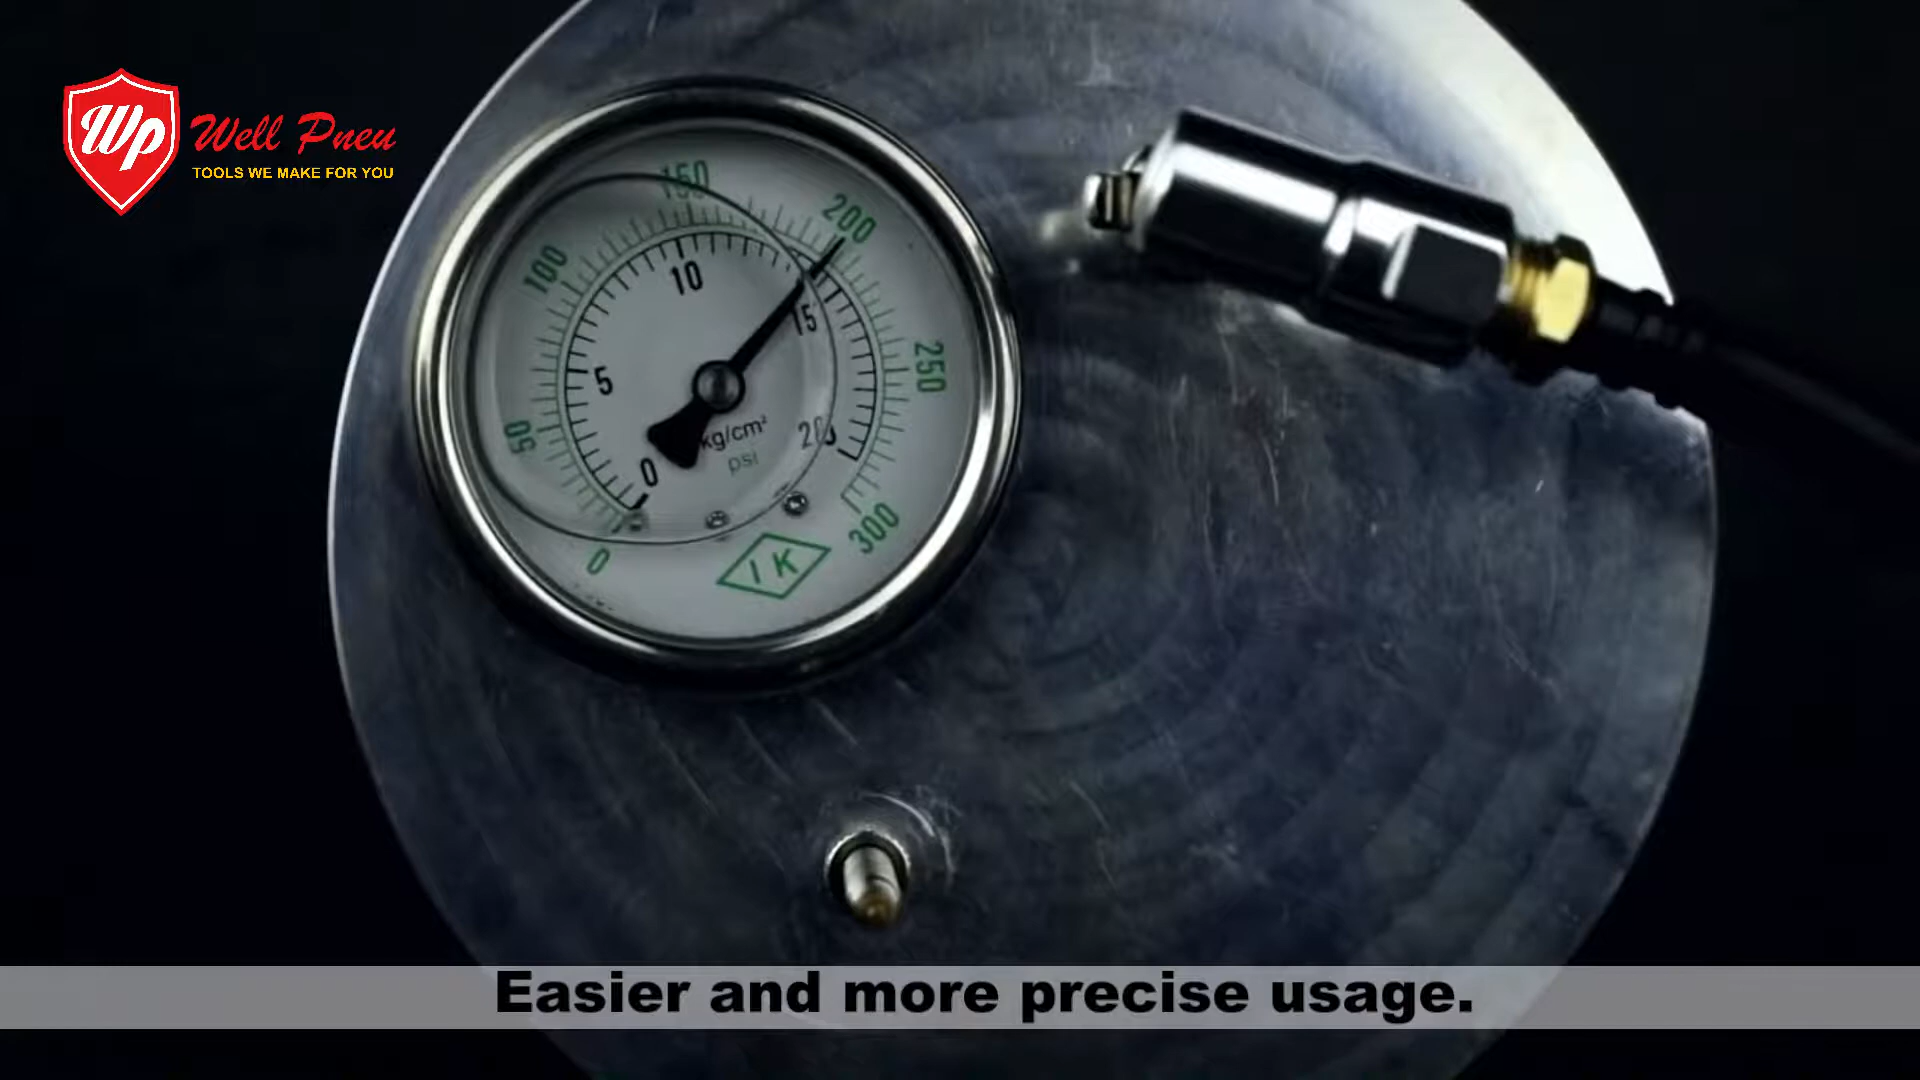 Wp
Well Pneu
TOOLS WE MAKE FOR YOU
150
200
100
10
15
250
5
50
kg/cm²
20
psi
0
300
0
Easier and more precise usage.